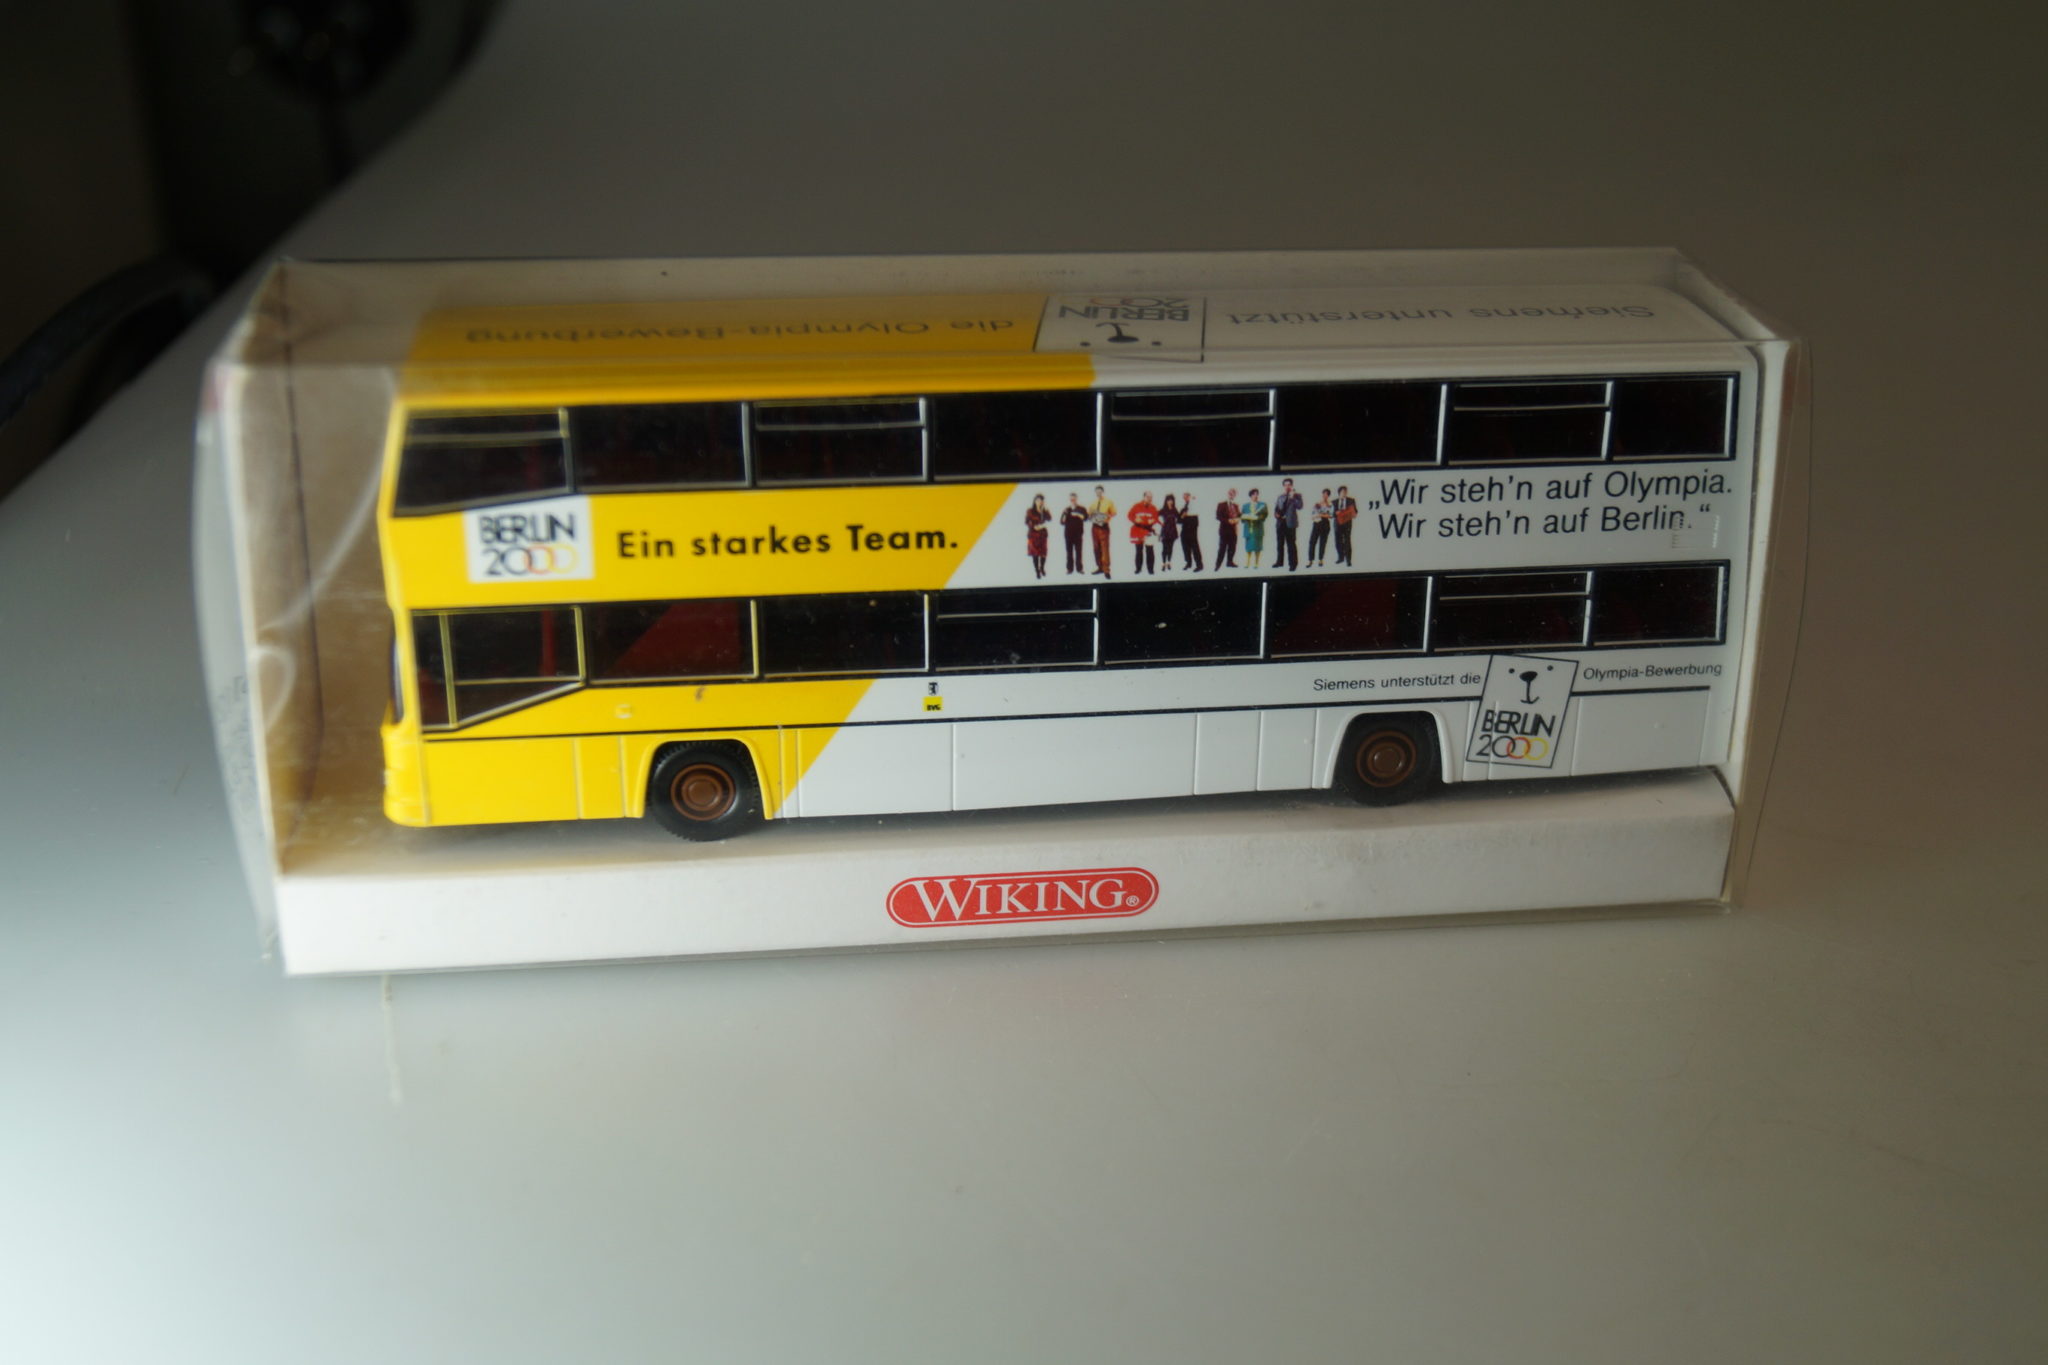 Siemens unterstützt
BERLIN
2000
die Olympia-Bewerbung
BERLIN
2000
Ein starkes Team.
„Wir steh'n auf Olympia.
Wir steh'n auf Berlin."
BVG
Siemens unterstützt die
BERLIN
2000
Olympia-Bewerbung
WIKING®